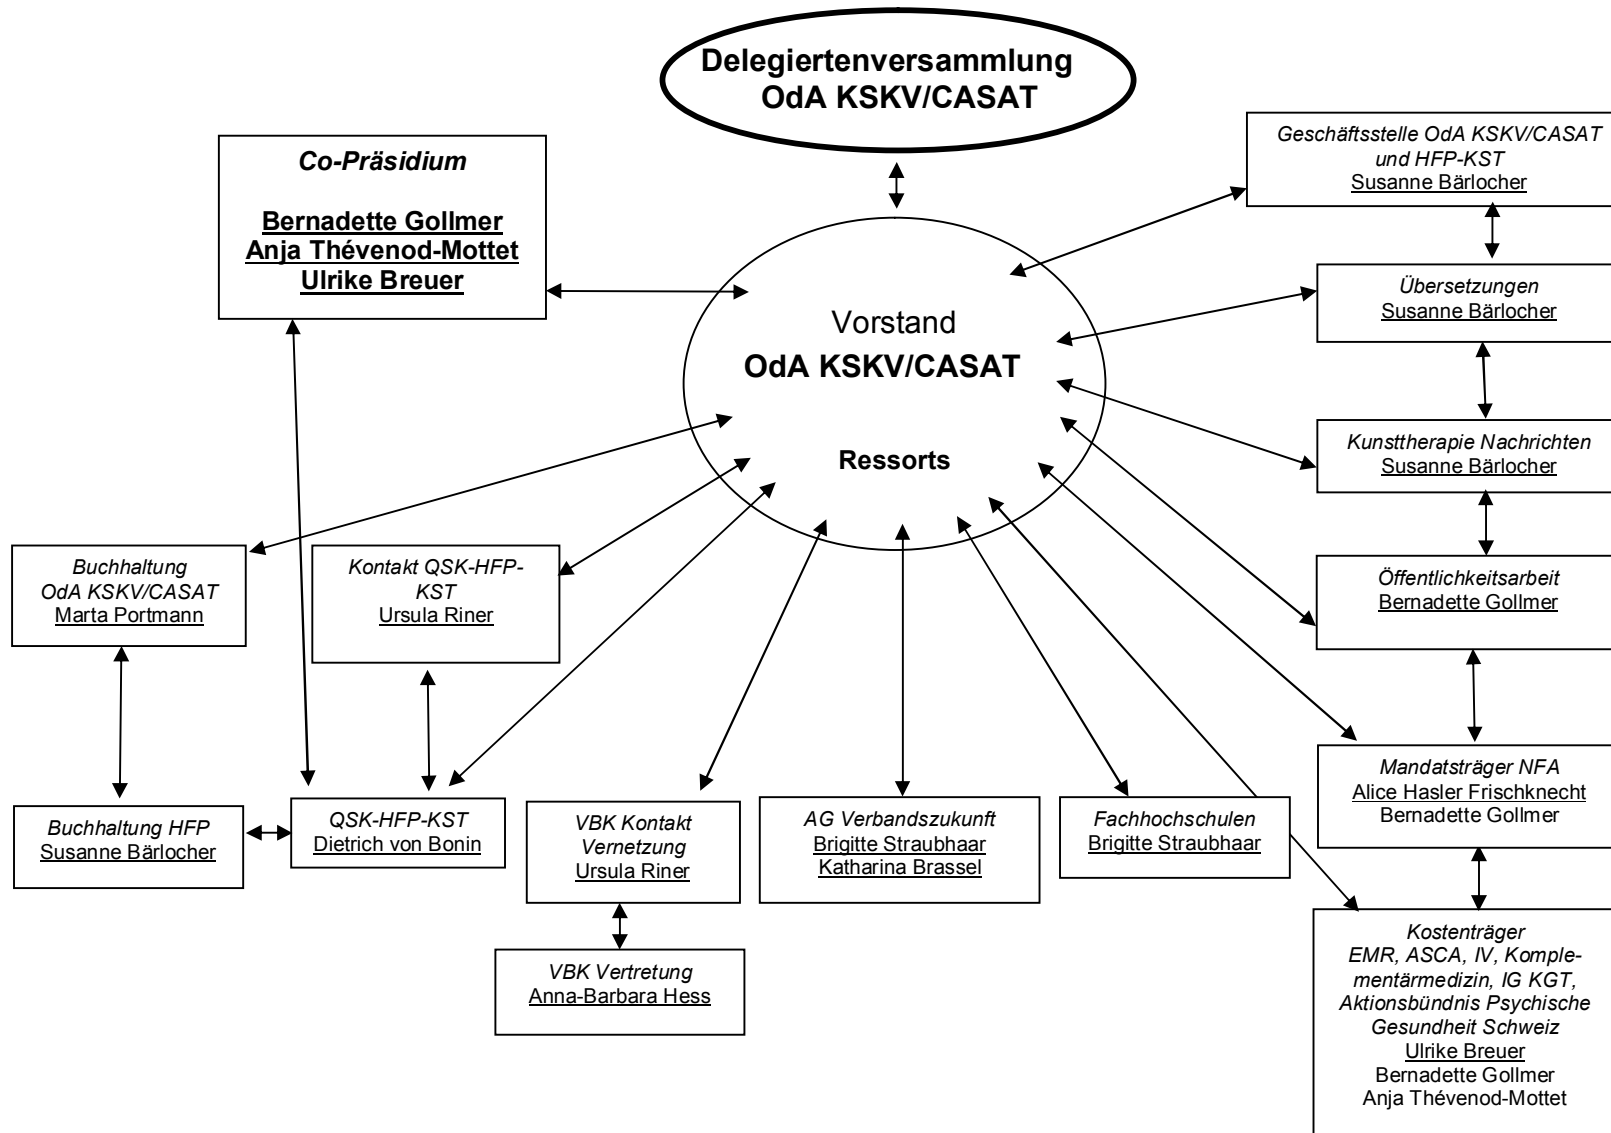 Delegiertenversammlung
OdA KSKV/CASAT
Co-Präsidium
Bernadette Gollmer
Anja Thévenod-Mottet
Ulrike Breuer
Geschäftsstelle OdA KSKV/CASAT
und HFP-KST
Susanne Bärlocher
Vorstand
OdA KSKV/CASAT
Ressorts
Übersetzungen
Susanne Bärlocher
Kunsttherapie Nachrichten
Susanne Bärlocher
Öffentlichkeitsarbeit
Bernadette Gollmer
Buchhaltung
OdA KSKV/CASAT
Marta Portmann
Kontakt QSK-HFP-
KST
Ursula Riner
Mandatsträger NFA
Alice Hasler Frischknecht
Bernadette Gollmer
Buchhaltung HFP
Susanne Bärlocher
QSK-HFP-KST
Dietrich von Bonin
VBK Kontakt
Vernetzung
Ursula Riner
AG Verbandszukunft
Brigitte Straubhaar
Katharina Brassel
Fachhochschulen
Brigitte Straubhaar
VBK Vertretung
Anna-Barbara Hess
Kostenträger
EMR, ASCA, IV, Komple-
mentärmedizin, IG KGT,
Aktionsbündnis Psychische
Gesundheit Schweiz
Ulrike Breuer
Bernadette Gollmer
Anja Thévenod-Mottet